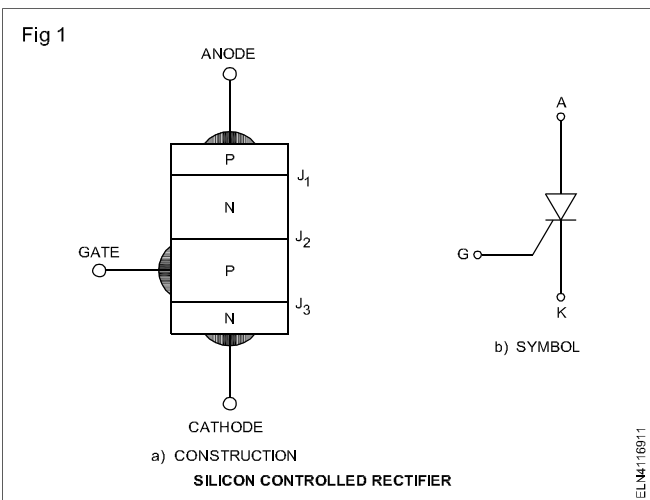 Fig 1
ANODE
P
J1
N
J2
GATE
P
J3
N
CATHODE
a) CONSTRUCTION
A
G
K
b) SYMBOL
SILICON CONTROLLED RECTIFIER
ELN4116911